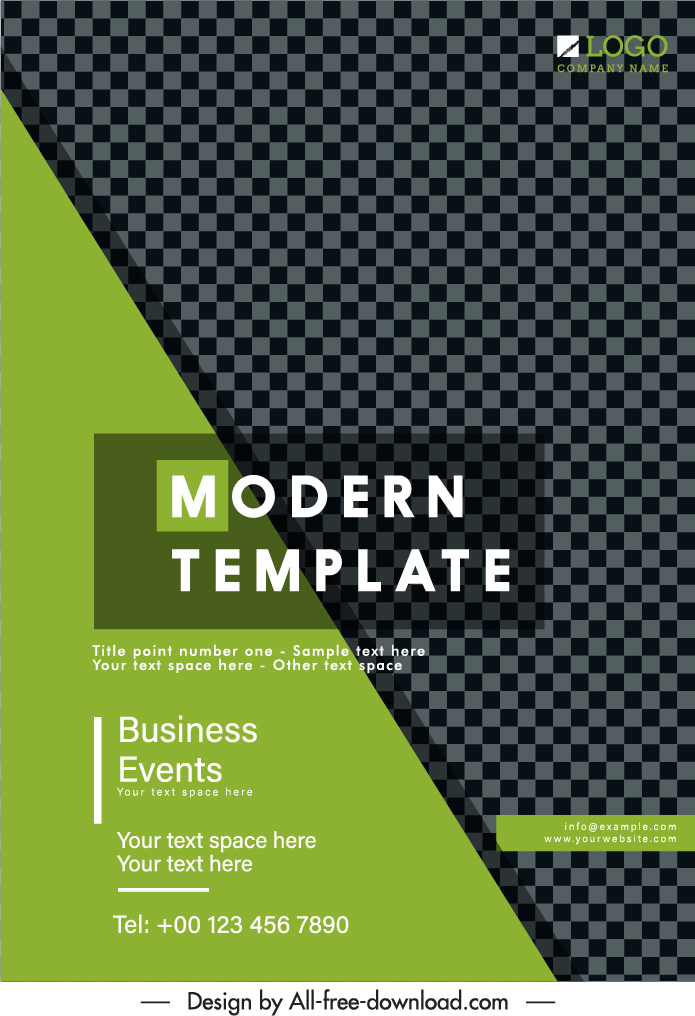 LOGO
COMPANY NAME
MODERN
TEMPLATE
Title point number one - Sample text here
Your text space here - Other text space
Business
Events
Your text space here
Your text space here
Your text here
Tel: +00 123 456 7890
info@example.com
www.yourwebsite.com
Design by All-free-download.com